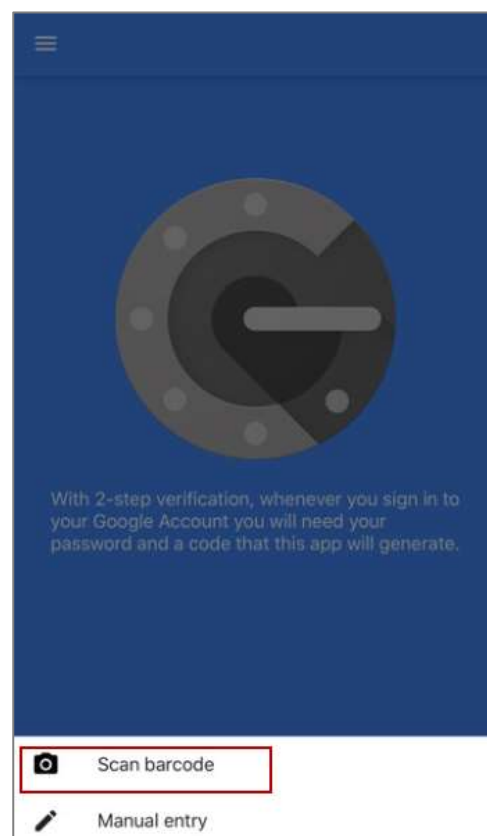 With 2-step verification, whenever you sign in to
your Google Account you will need your
password and a code that this app will generate.
Scan barcode
Manual entry